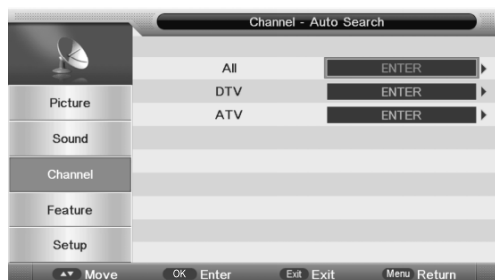 Channel - Auto Search
All ENTER
DTV ENTER
ATV ENTER
Picture
Sound
Channel
Feature
Setup
Move OK Enter Exit Exit Menu Return